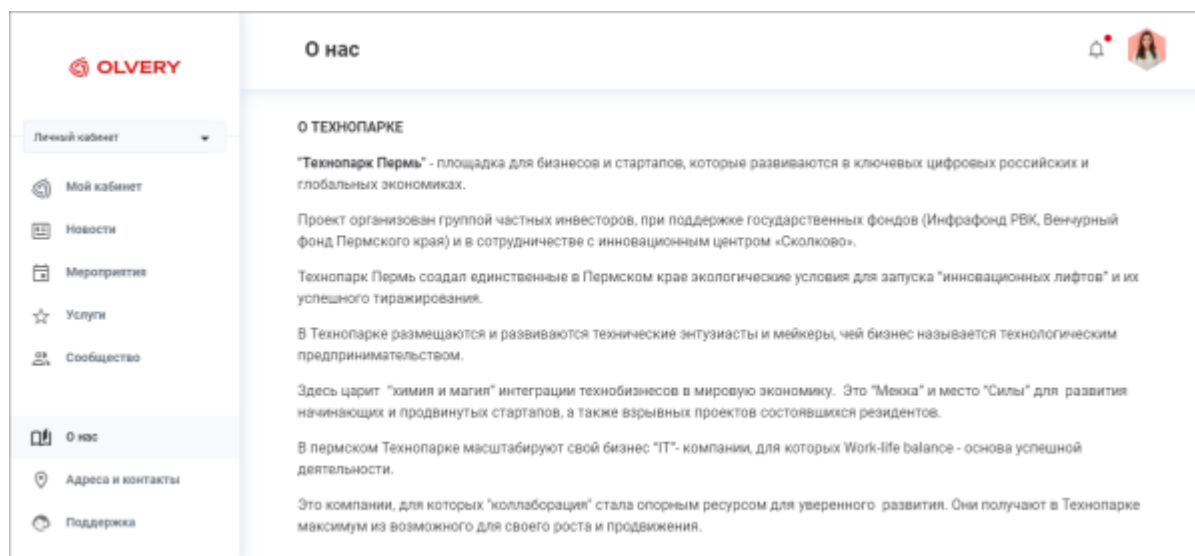 OLVERY
О нас
Личный кабинет
Мой кабинет
Новости
Мероприятия
Услуги
Сообщество
О нас
Адреса и контакты
Поддержка
О ТЕХНОПАРКЕ
"Технопарк Пермь" - площадка для бизнесов и стартапов, которые развиваются в ключевых цифровых российских и
глобальных экономиках.
Проект организован группой частных инвесторов, при поддержке государственных фондов (Инфрафонд РВК, Венчурный
фонд Пермского края) и в сотрудничестве с инновационным центром «Сколково».
Технопарк Пермь создал единственные в Пермском крае экологические условия для запуска "инновационных лифтов" и их
успешного тиражирования.
В Технопарке размещаются и развиваются технические энтузиасты и мейкеры, чей бизнес называется технологическим
предпринимательством.
Здесь царит "химия и магия" интеграции технобизнесов в мировую экономику. Это "Мекка" и место "Силы" для развития
начинающих и продвинутых стартапов, а также взрывных проектов состоявшихся резидентов.
В пермском Технопарке масштабируют свой бизнес "IT"- компании, для которых Work-life balance - основа успешной
деятельности.
Это компании, для которых "коллаборация" стала опорным ресурсом для уверенного развития. Они получают в Технопарке
максимум из возможного для своего роста и продвижения.